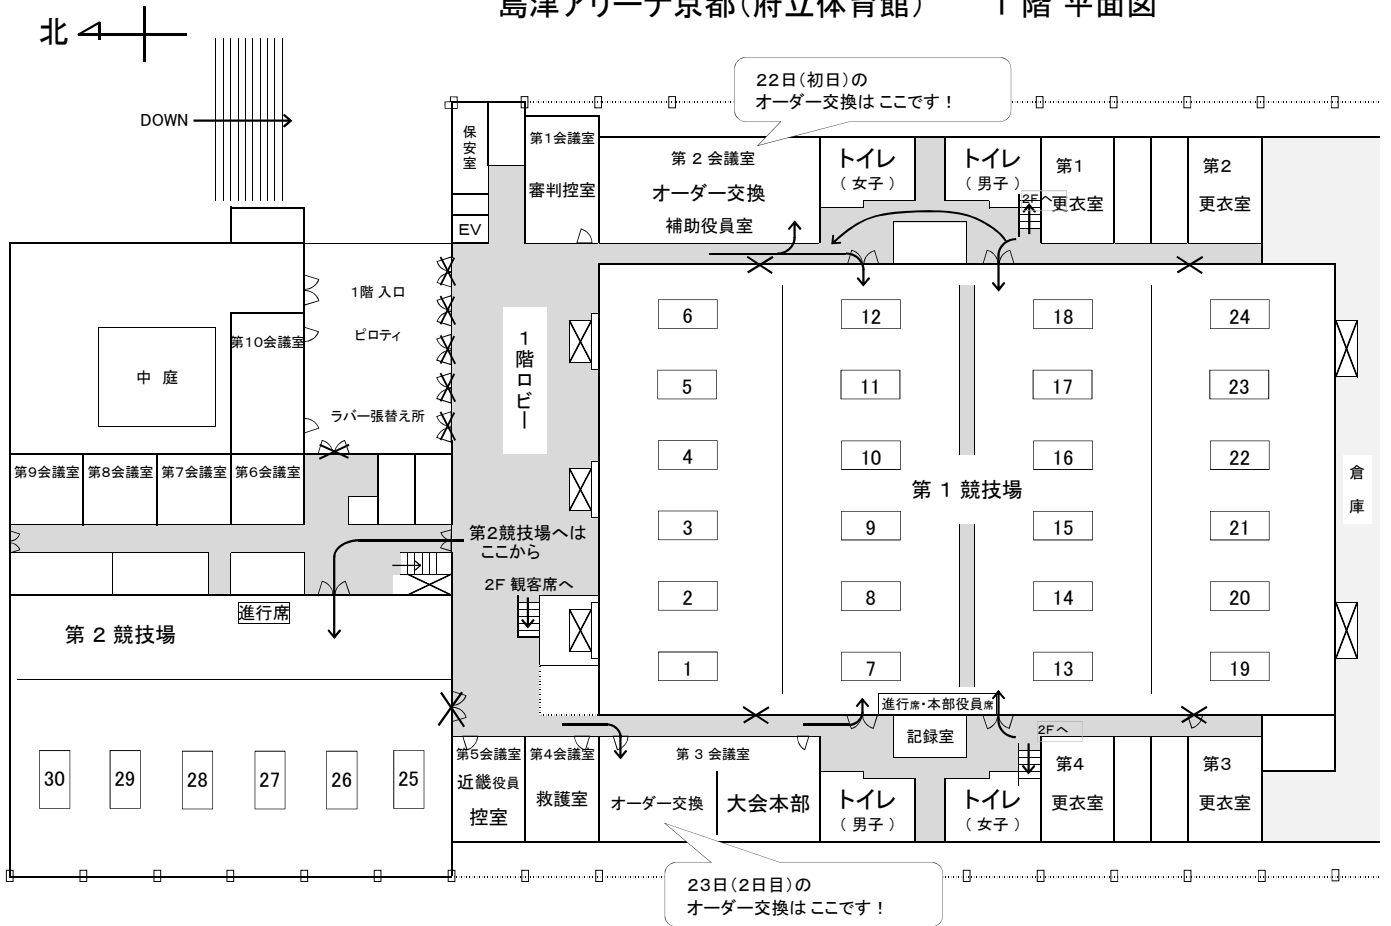 島津アリーナ京都(府立体育館) 1 階 平面図
北
DOWN
22日(初日)の
オーダー交換は ここです！
保安室
EV
第1会議室
審判控室
第 2 会議室
オーダー交換
補助役員室
トイレ
( 女子 )
トイレ
( 男子 )
2Fへ
第1
更衣室
第2
更衣室
1階 入口
ピロティ
ラバー張替え所
第10会議室
中 庭
第9会議室
第8会議室
第7会議室
第6会議室
1階ロビー
6
12
18
24
5
11
17
23
4
10
16
22
第 1 競技場
3
9
15
21
2
8
14
20
1
7
13
19
倉庫
第2競技場へは
ここから
2F 観客席へ
進行席
第 2 競技場
進行席・本部役員席
記録室
2Fへ
30
29
28
27
26
25
第5会議室
近畿役員
控室
第4会議室
救護室
第 3 会議室
オーダー交換
大会本部
トイレ
( 男子 )
トイレ
( 女子 )
第4
更衣室
第3
更衣室
23日(2日目)の
オーダー交換は ここです！